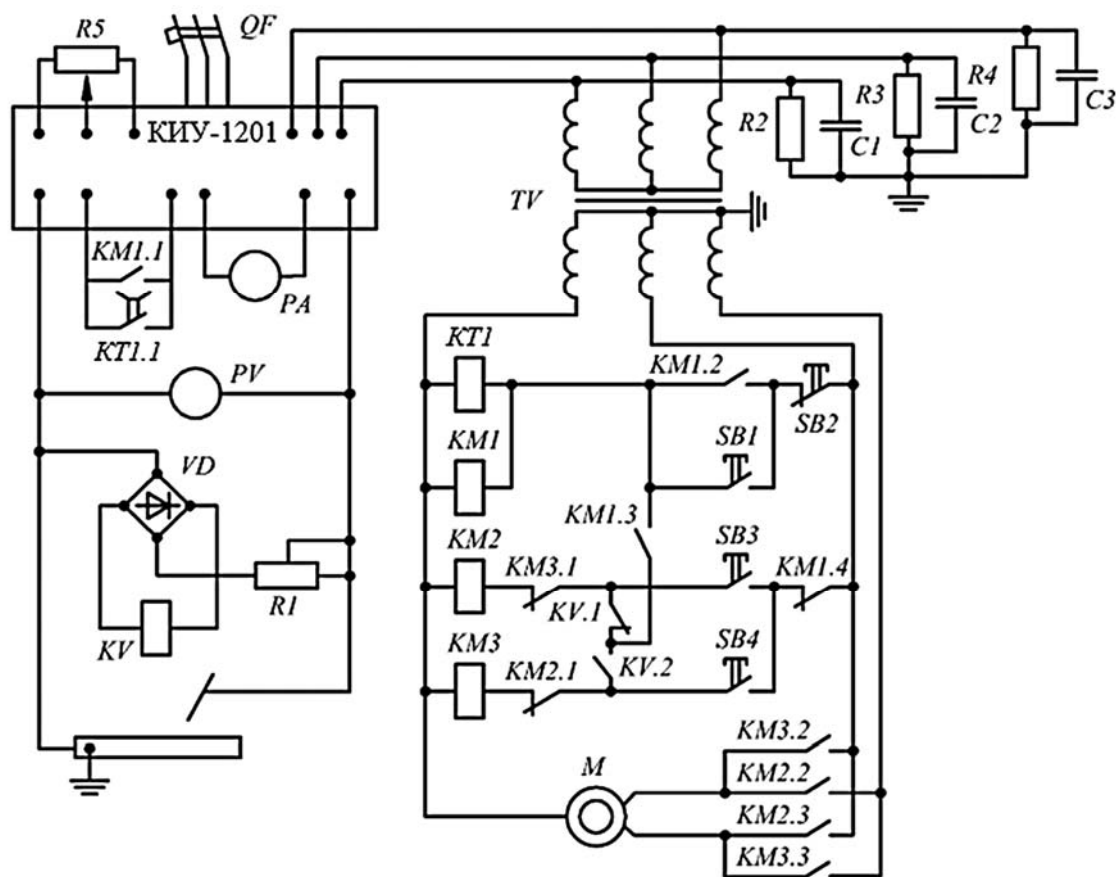 R5
QF
КИУ-1201
R2
R3
R4
C1
C2
C3
TV
KM1.1
PA
KT1.1
PV
KT1
KM1.2
SB2
VD
KM1
SB1
KM1.3
KM2
KM3.1
SB3
KM1.4
R1
KV.1
KV
KM3
KM2.1
KV.2
SB4
M
KM3.2
KM2.2
KM2.3
KM3.3